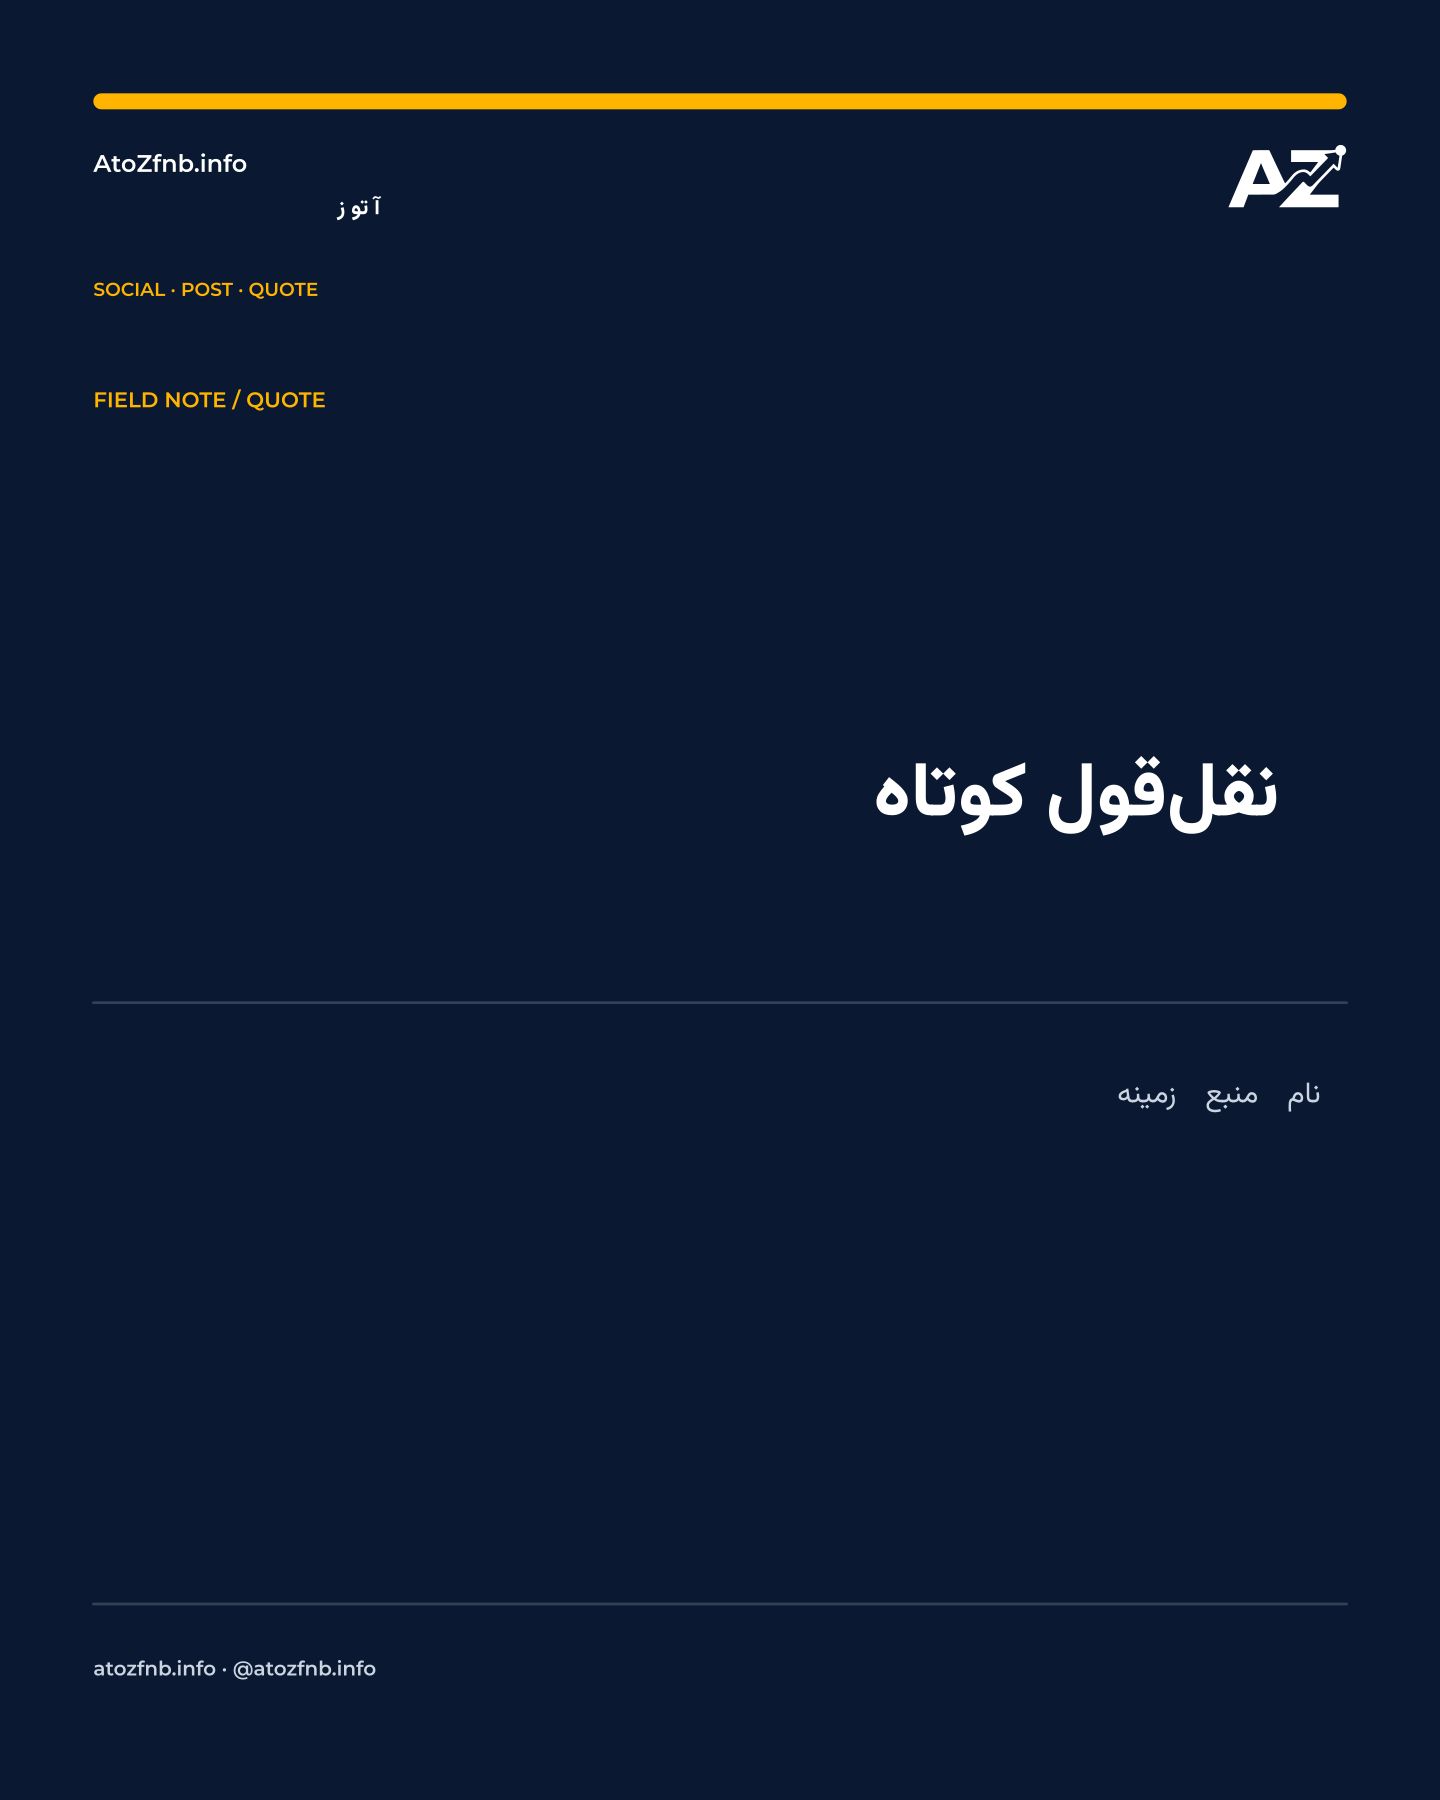 AtoZfnb.info
AZ
آ تو ز
SOCIAL · POST · QUOTE
FIELD NOTE / QUOTE
نقل‌قول کوتاه
نام منبع زمینه
atozfnb.info · @atozfnb.info